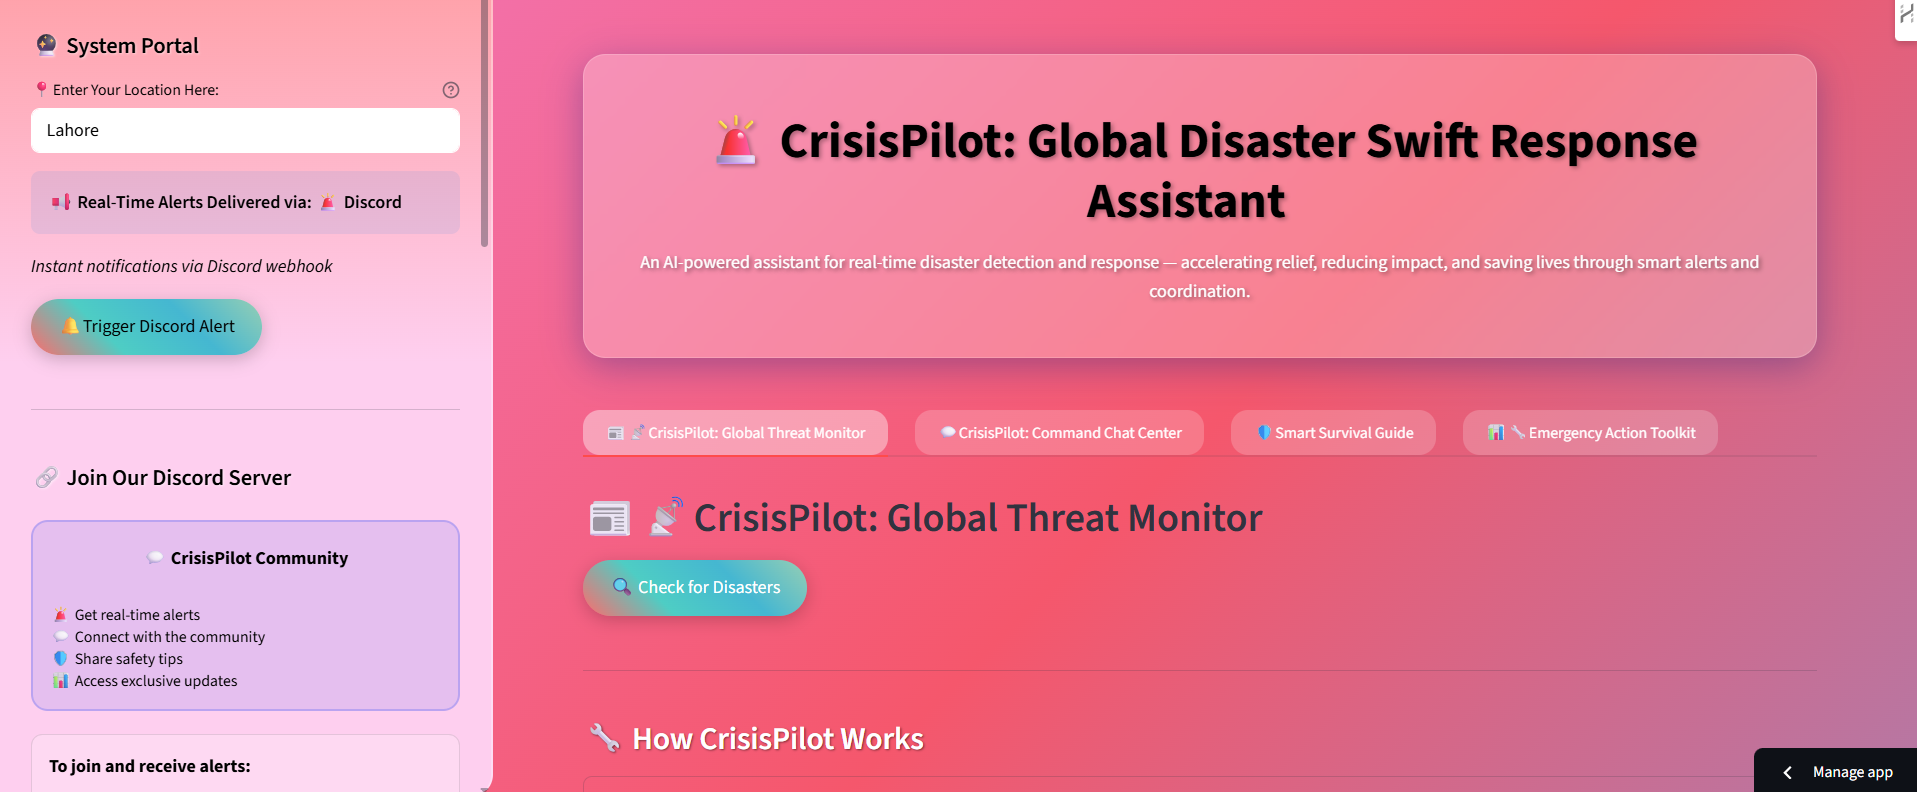 System Portal
Enter Your Location Here:
Lahore
Real-Time Alerts Delivered via: Discord
Instant notifications via Discord webhook
Trigger Discord Alert
Join Our Discord Server
CrisisPilot Community
Get real-time alerts
Connect with the community
Share safety tips
Access exclusive updates
To join and receive alerts:
CrisisPilot: Global Disaster Swift Response
Assistant
An AI-powered assistant for real-time disaster detection and response — accelerating relief, reducing impact, and saving lives through smart alerts and
coordination.
CrisisPilot: Global Threat Monitor
CrisisPilot: Command Chat Center
Smart Survival Guide
Emergency Action Toolkit
CrisisPilot: Global Threat Monitor
Check for Disasters
How CrisisPilot Works
Manage app